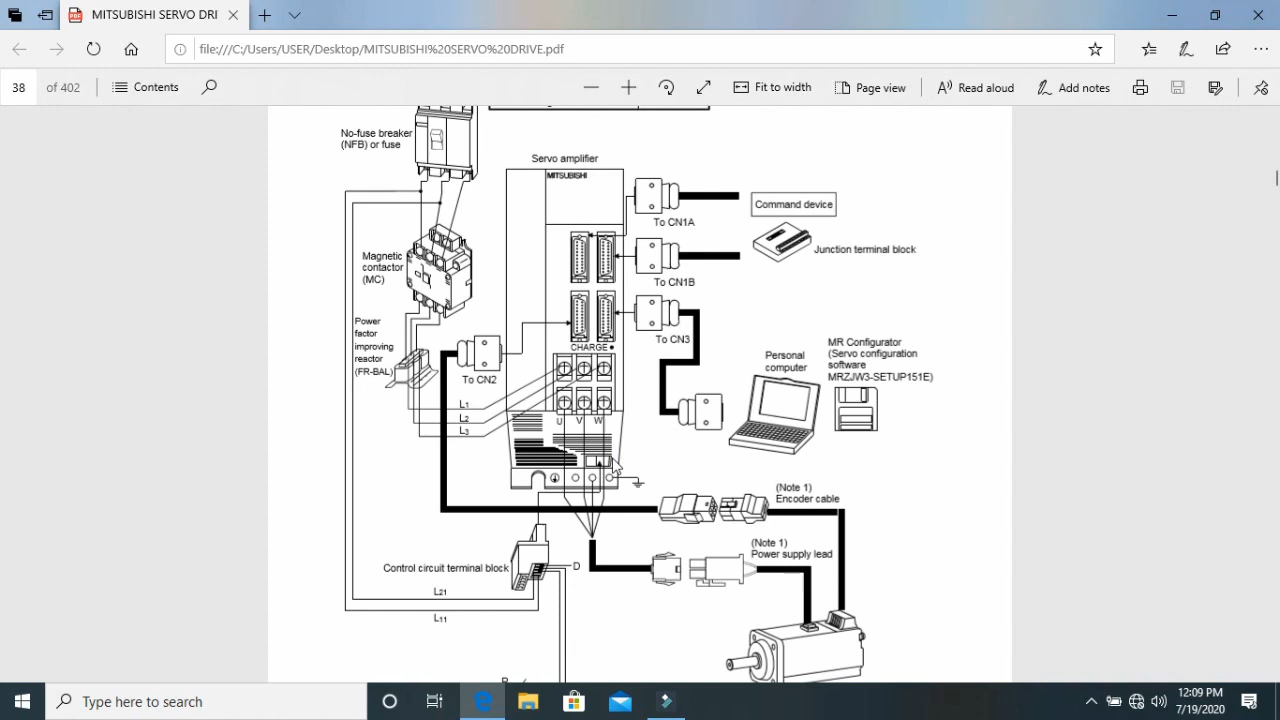 MITSUBISHI SERVO DRI
file:///C:/Users/USER/Desktop/MITSUBISHI%20SERVO%20DRIVE.pdf
38
of 402
Contents
Fit to width
Page view
Read aloud
Add notes
No-fuse breaker
(NFB) or fuse
Servo amplifier
MITSUBISHI
To CN1A
Command device
Junction terminal block
To CN1B
Magnetic
contactor
(MC)
Power
factor
improving
reactor
(FR-BAL)
To CN3
CHARGE
To CN2
Personal
computer
MR Configurator
(Servo configuration
software
MRZJW3-SETUP151E)
L1
L2
L3
U
V
W
(Note 1)
Encoder cable
(Note 1)
Power supply lead
Control circuit terminal block
D
L21
L11
Type here to search
12:09 PM
7/19/2020